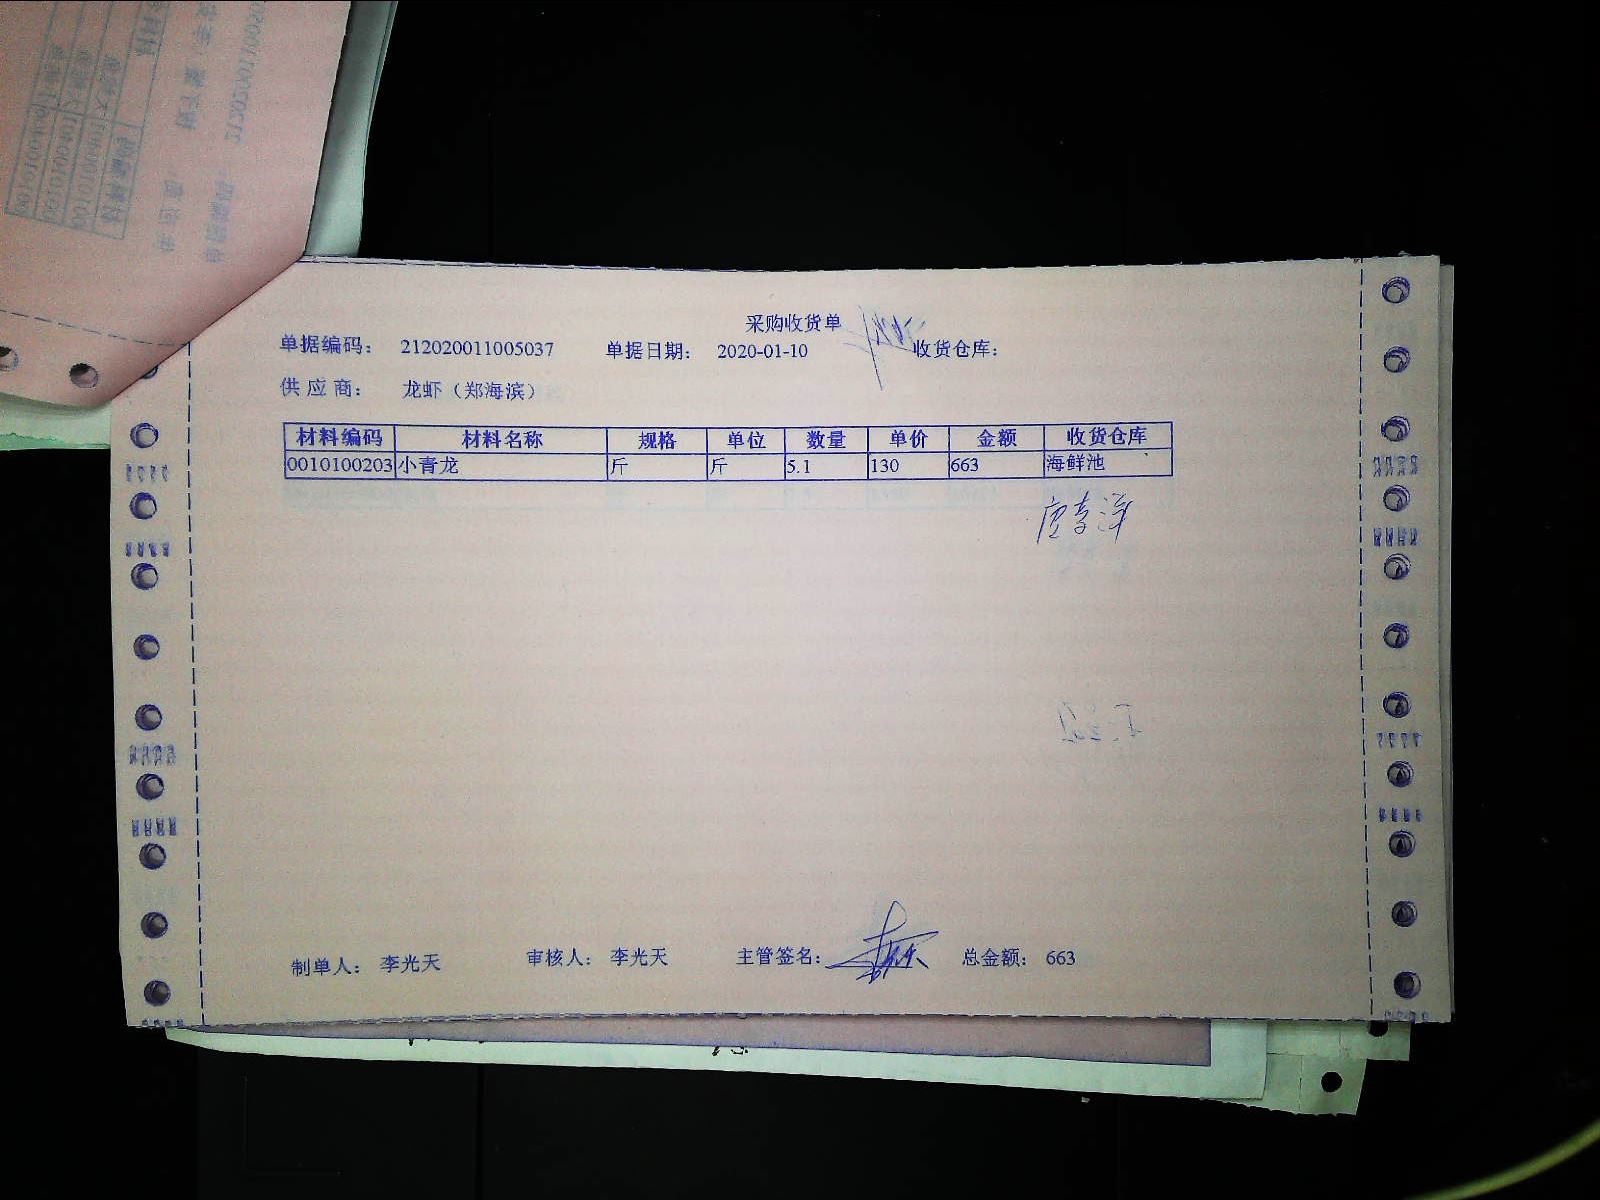 采购收货单
单据编码： 212020011005037 单据日期： 2020-01-10 收货仓库：
供 应 商： 龙虾（郑海滨）
材料编码 材料名称 规格 单位 数量 单价 金额 收货仓库
0010100203 小青龙 斤 斤 5.1 130 663 海鲜池
制单人： 李光天 审核人： 李光天 主管签名： 总金额： 663